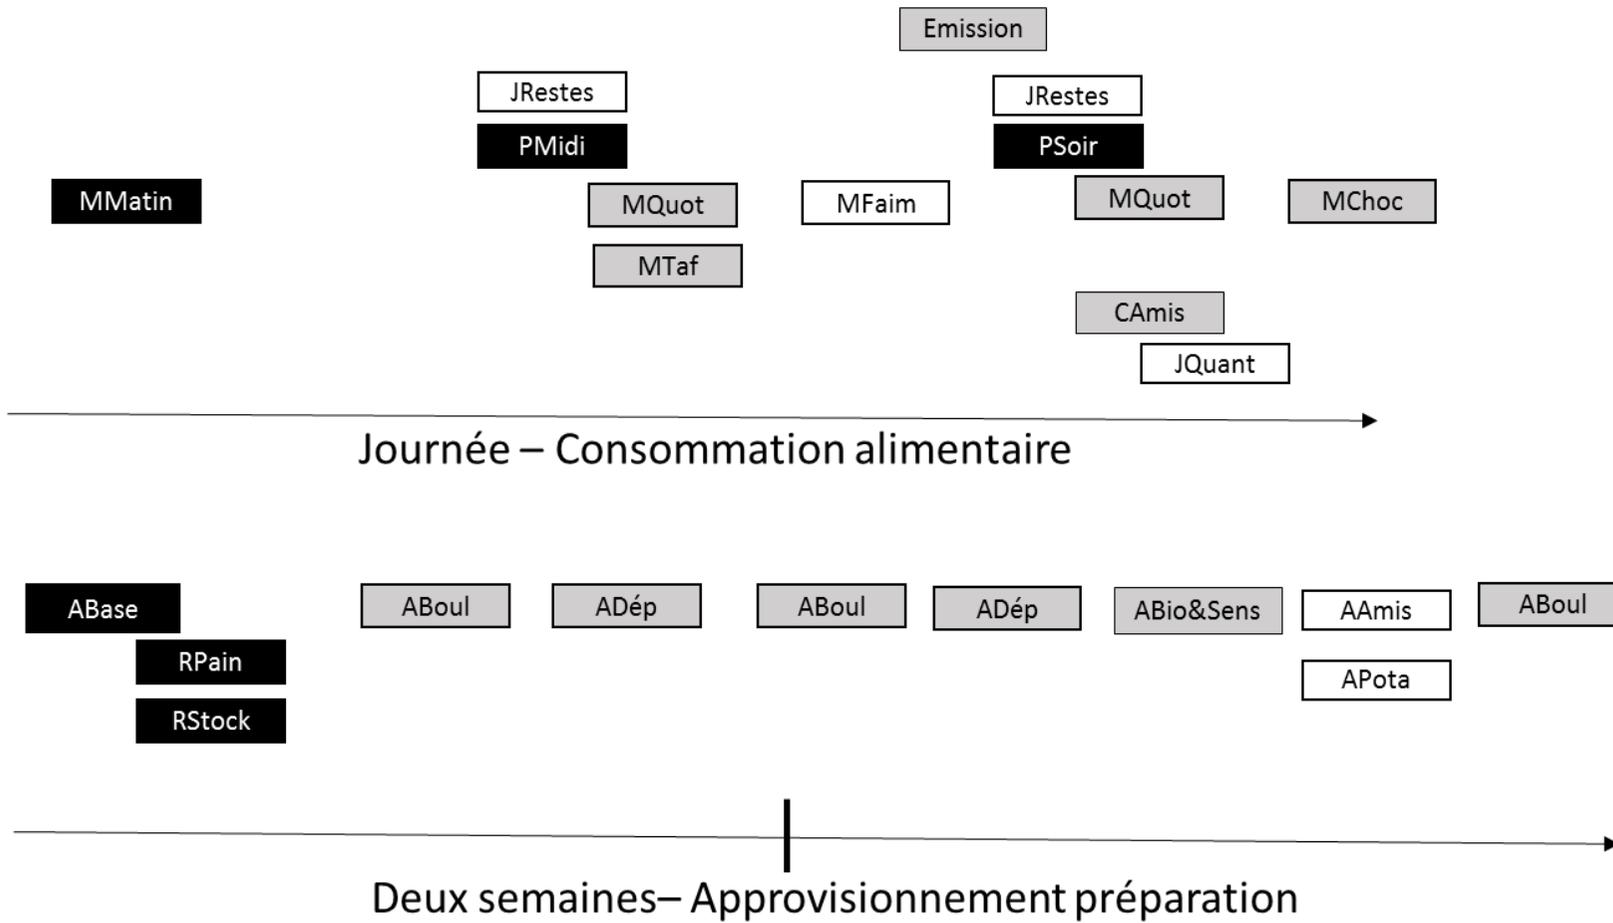 Emission
JRestes
JRestes
PMidi
PSoir
MMatin
MQuot
MFaim
MQuot
MChoc
MTaf
CAmis
JQuant
Journée – Consommation alimentaire
ABase
ABoul
ADép
ABoul
ADép
ABio&Sens
AAmis
ABoul
RPain
APota
RStock
Deux semaines– Approvisionnement préparation